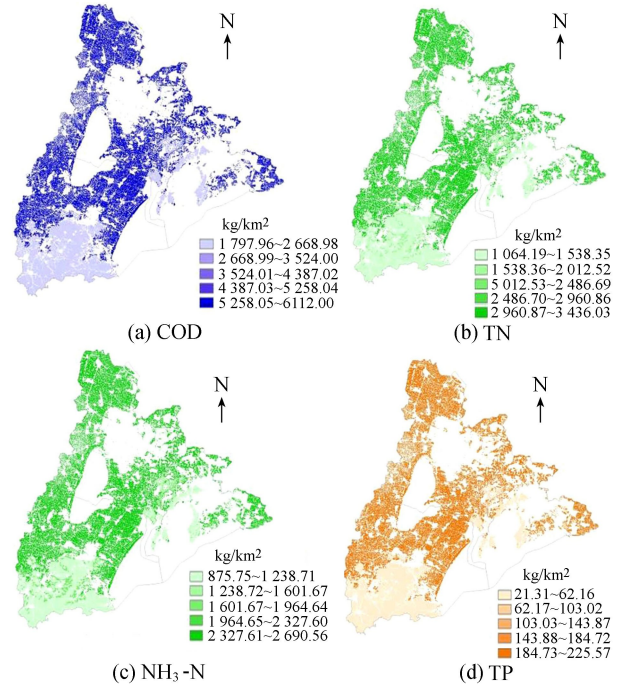 N
kg/km²
1 797.96~2 668.98
2 668.99~3 524.00
3 524.01~4 387.02
4 387.03~5 258.04
5 258.05~6112.00
(a) COD
N
kg/km²
1 064.19~1 538.35
1 538.36~2 012.52
5 012.53~2 486.69
2 486.70~2 960.86
2 960.87~3 436.03
(b) TN
N
kg/km²
875.75~1 238.71
1 238.72~1 601.67
1 601.67~1 964.64
1 964.65~2 327.60
2 327.61~2 690.56
(c) NH₃-N
N
kg/km²
21.31~62.16
62.17~103.02
103.03~143.87
143.88~184.72
184.73~225.57
(d) TP